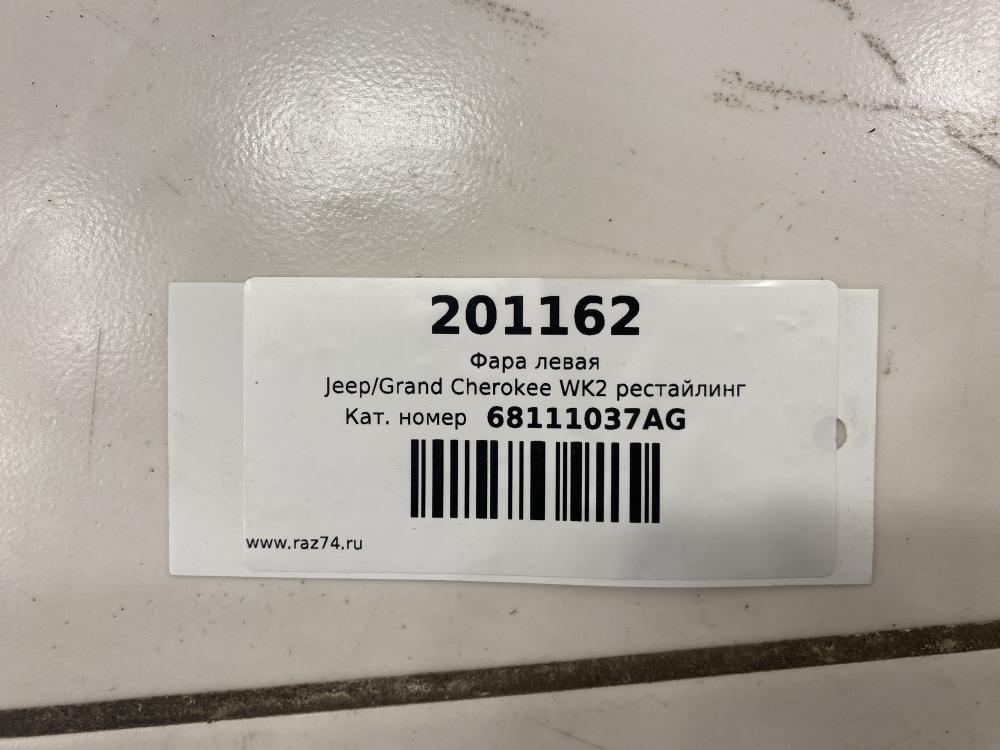 201162
Фара левая
Jeep/Grand Cherokee WK2 рестайлинг
Кат. номер 68111037AG
www.raz74.ru